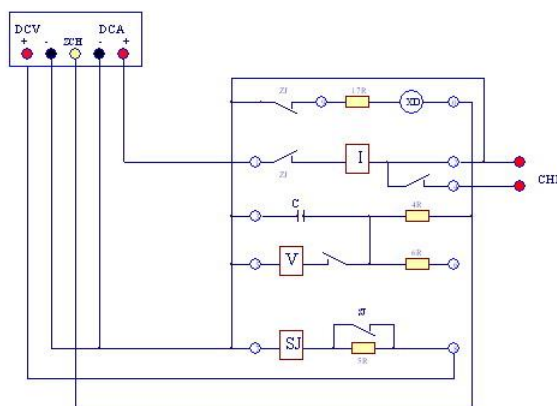 DCV ZCH DCA
+ - - +
ZJ 17R XD
I
ZJ
CHI
C 4R
V 6R
SJ
SJ
5R